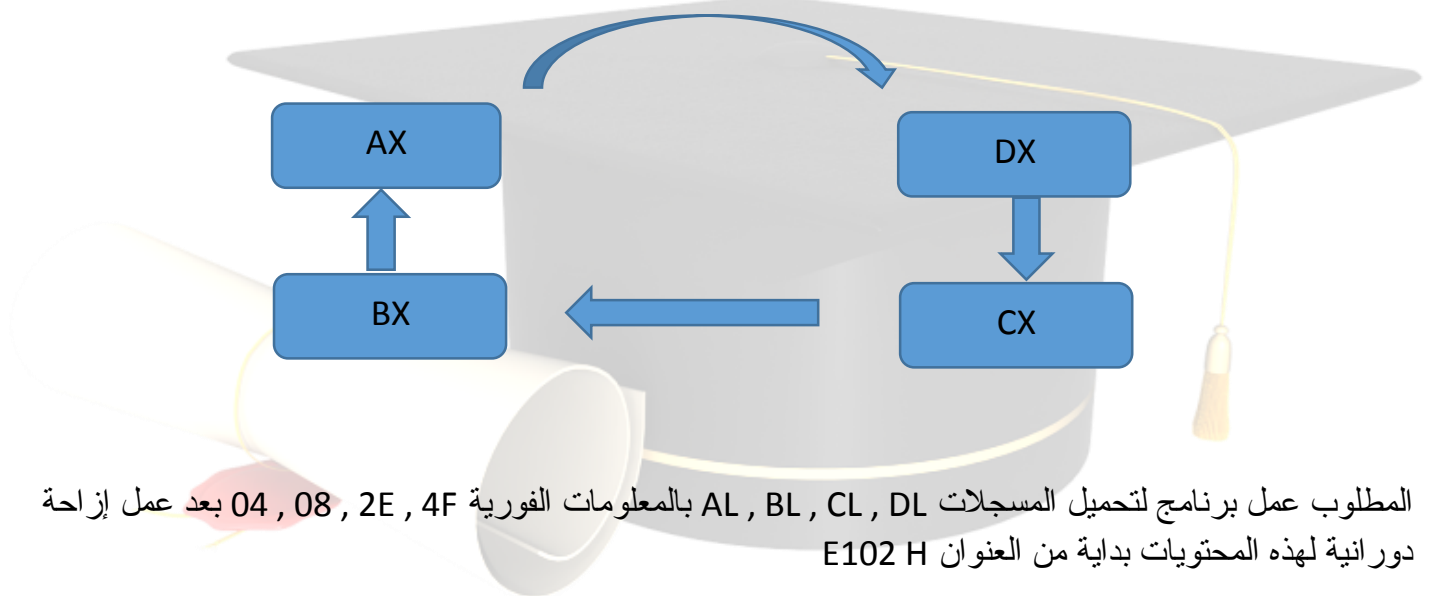 AX
DX
BX
CX
المطلوب عمل برنامج لتحميل المسجلات AL , BL , CL , DL بالمعلومات الفورية 04 , 08 , 2E , 4F بعد عمل إزاحة
دورانية لهذه المحتويات بداية من العنوان E102 H